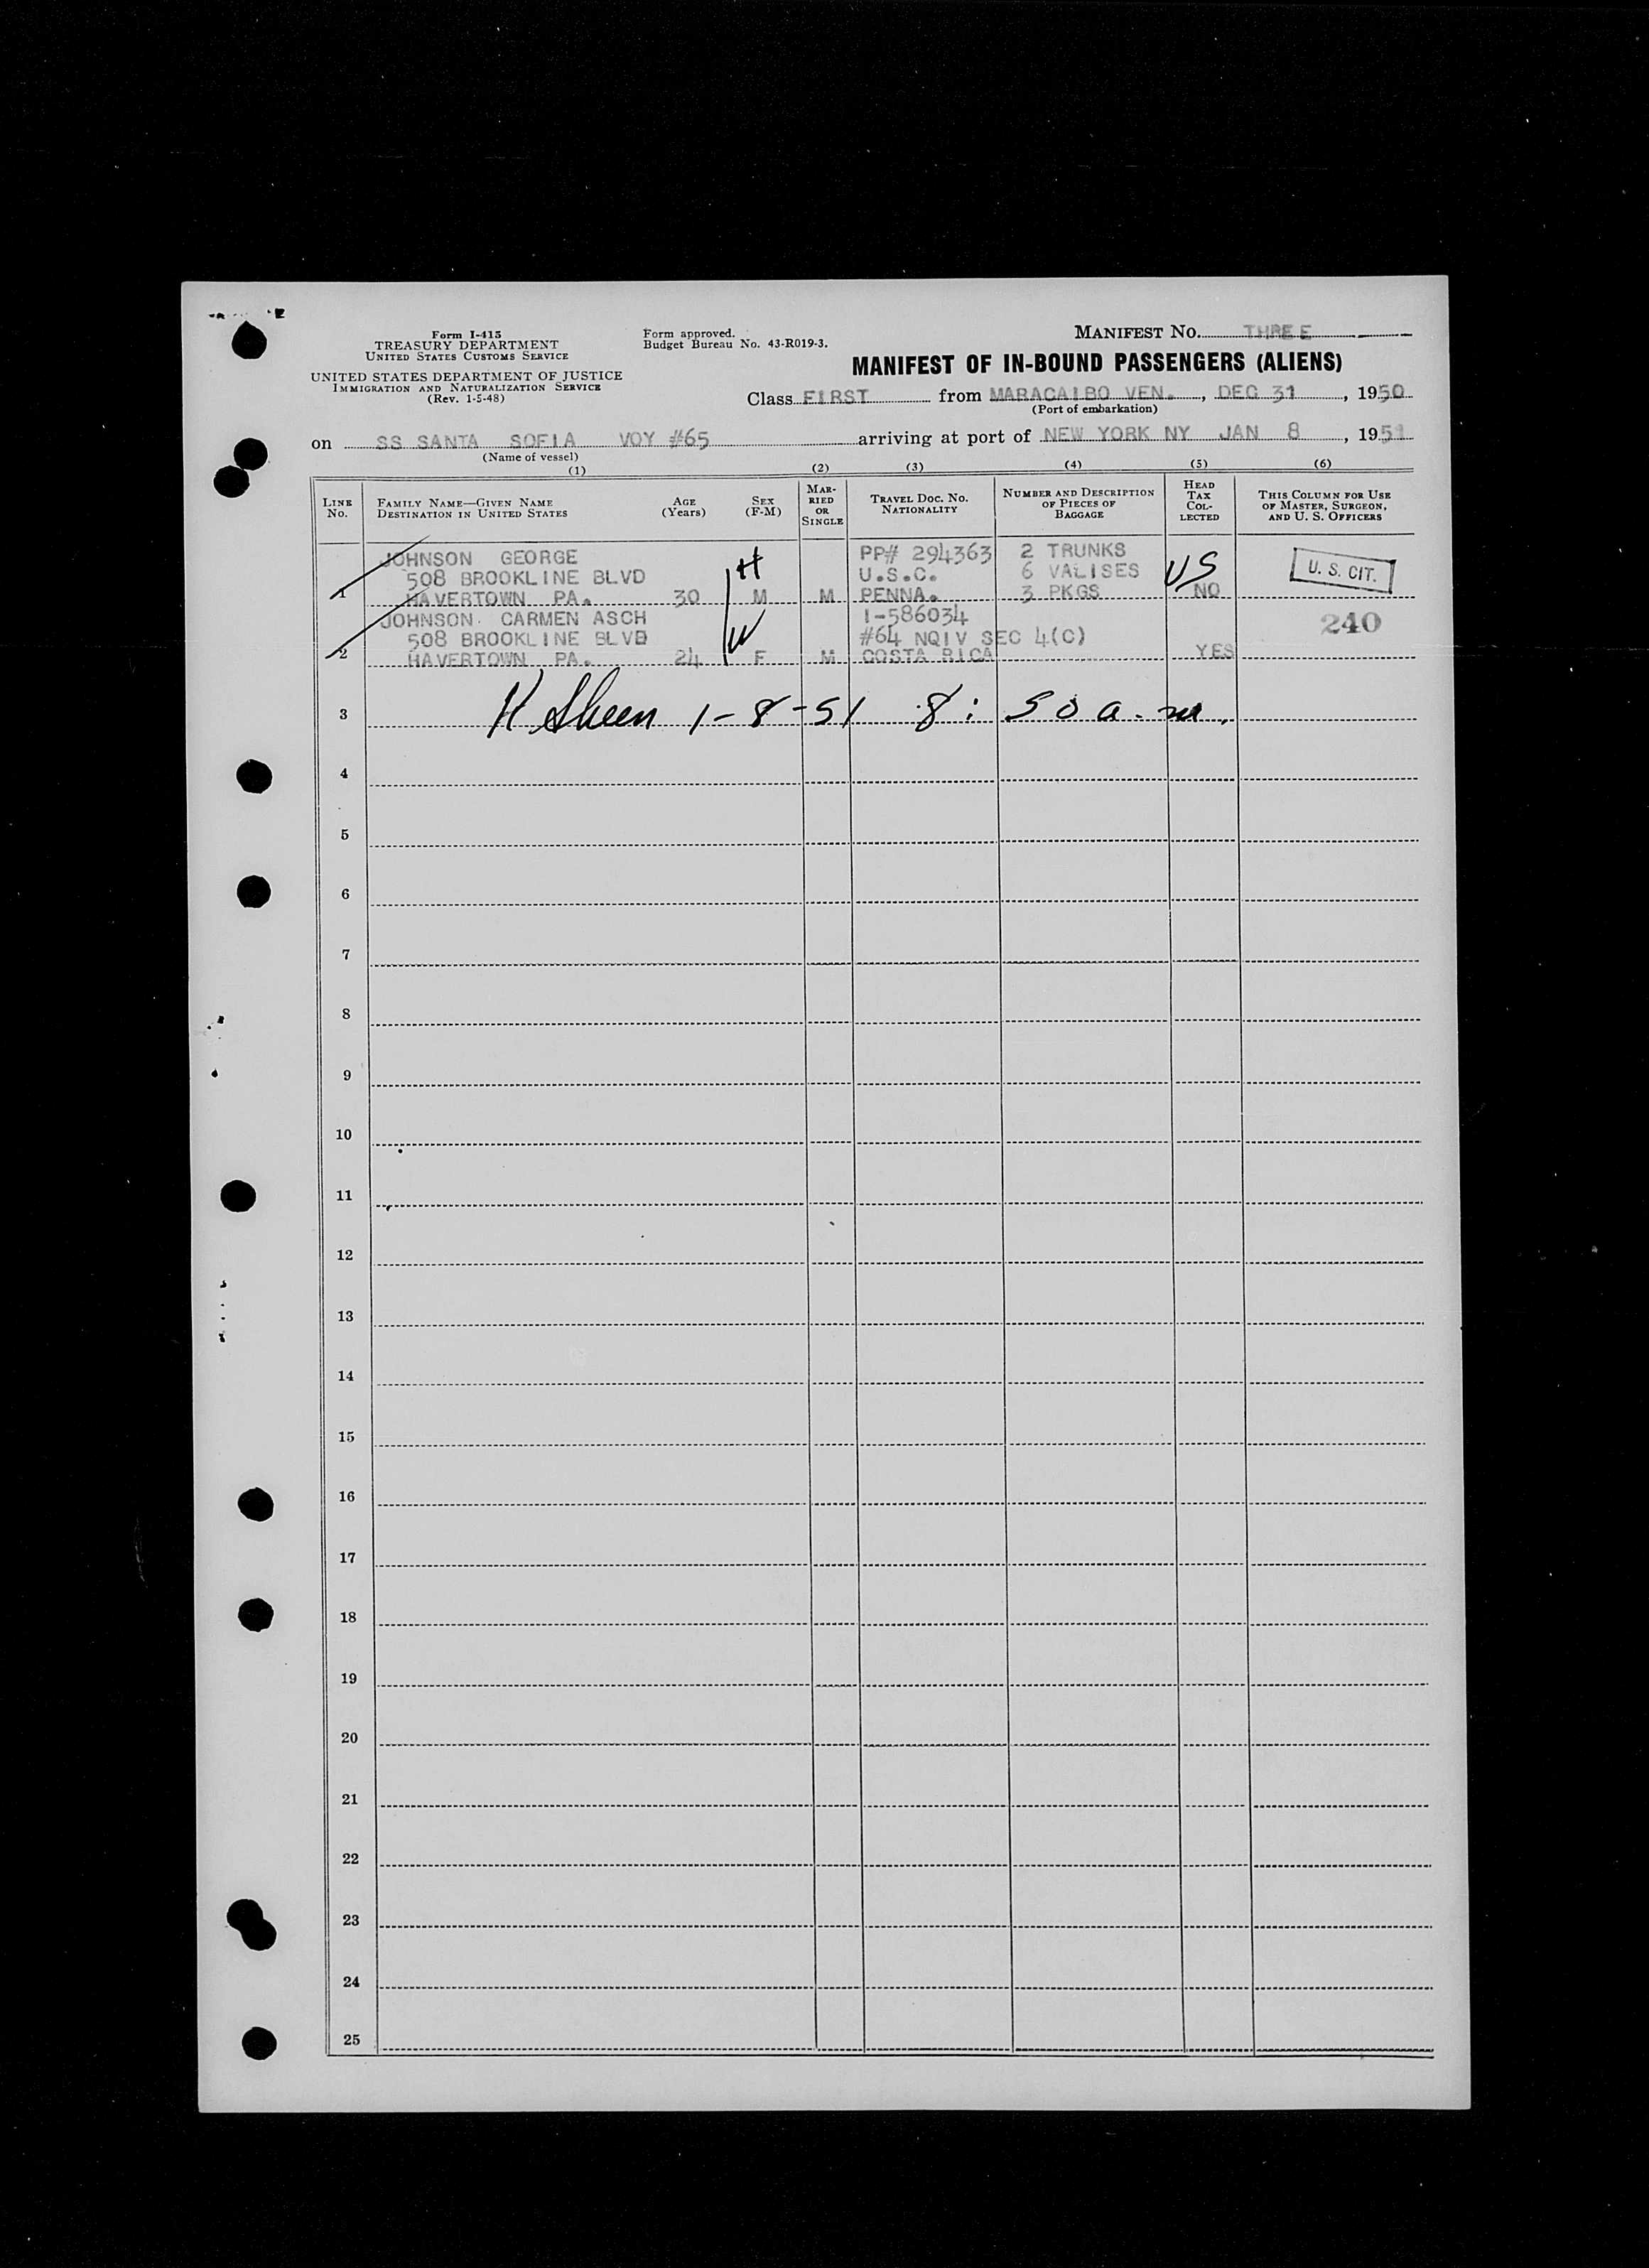 Form I-415
TREASURY DEPARTMENT
UNITED STATES CUSTOMS SERVICE
UNITED STATES DEPARTMENT OF JUSTICE
IMMIGRATION AND NATURALIZATION SERVICE
(Rev. 1-5-48)
Form approved.
Budget Bureau No. 43-R019-3.
MANIFEST NO. THREE
MANIFEST OF IN-BOUND PASSENGERS (ALIENS)
Class FIRST from MARACAIBO VEN., DEC 31, 1950
(Port of embarkation)
on SS SANTA SOFIA VOY #65 arriving at port of NEW YORK NY JAN 8, 1951
(Name of vessel)
(1) (2) (3) (4) (5) (6)
LINE NO.
FAMILY NAME—GIVEN NAME
DESTINATION IN UNITED STATES
AGE (Years)
SEX (F-M)
MARRIED OR SINGLE
TRAVEL DOC. NO.
NATIONALITY
NUMBER AND DESCRIPTION OF PIECES OF BAGGAGE
HEAD TAX COLLECTED
THIS COLUMN FOR USE OF MASTER, SURGEON, AND U. S. OFFICERS
JOHNSON GEORGE PP# 294363 2 TRUNKS
508 BROOKLINE BLVD H U.S.C. 6 VALISES US U. S. CIT.
1 HAVERTOWN PA. 30 M M PENNA. 3 PKGS NO
JOHNSON CARMEN ASCH I-586034 240
508 BROOKLINE BLVD W #64 NQIV SEC 4(C)
2 HAVERTOWN, PA. 24 F M COSTA RICA YES
3 H Sheen 1-8-51 8:50 a.m.
4
5
6
7
8
9
10
11
12
13
14
15
16
17
18
19
20
21
22
23
24
25